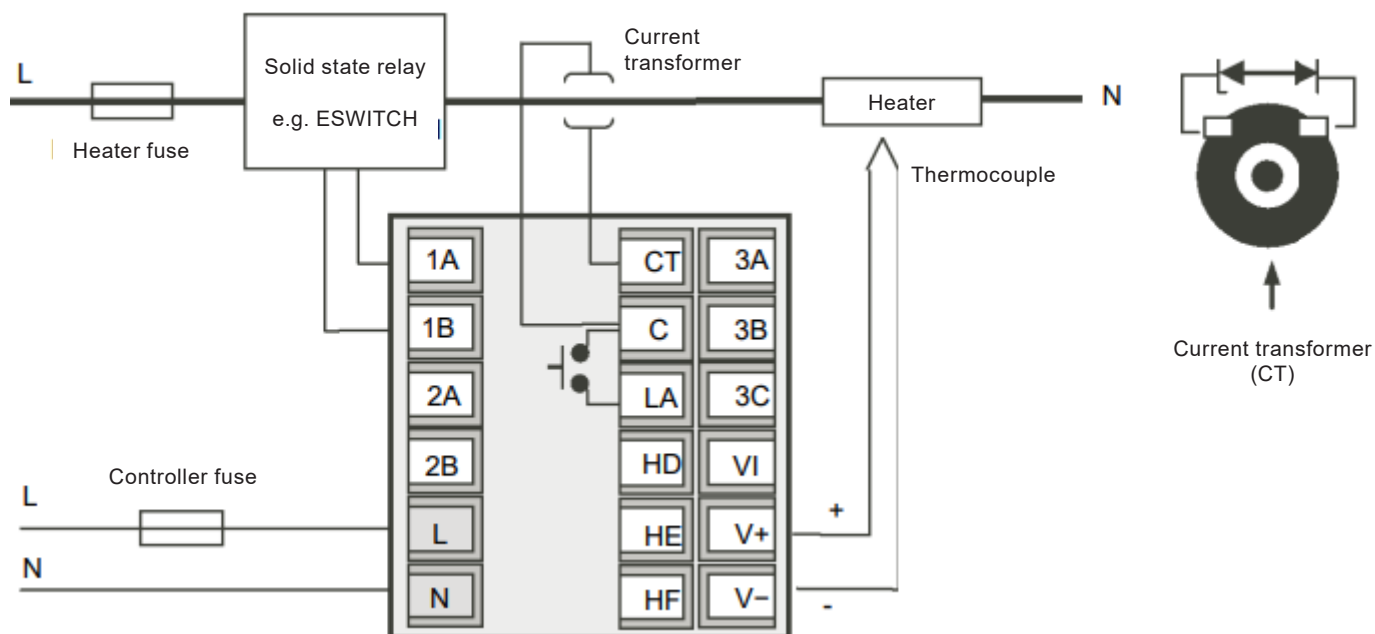 Current
transformer
L
Solid state relay
e.g. ESWITCH
Heater
N
Heater fuse
Thermocouple
1A
CT
3A
1B
C
3B
2A
LA
3C
2B
HD
VI
Controller fuse
L
L
HE
V+
+
N
N
HF
V−
-
Current transformer
(CT)